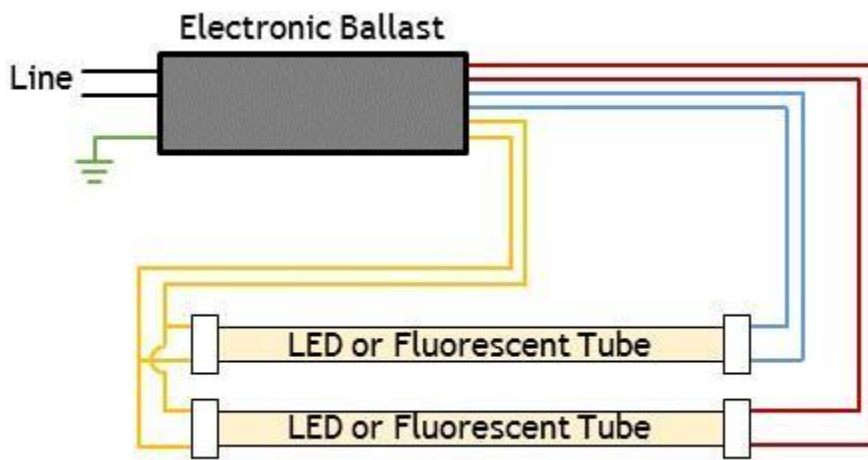 Electronic Ballast
Line
LED or Fluorescent Tube
LED or Fluorescent Tube